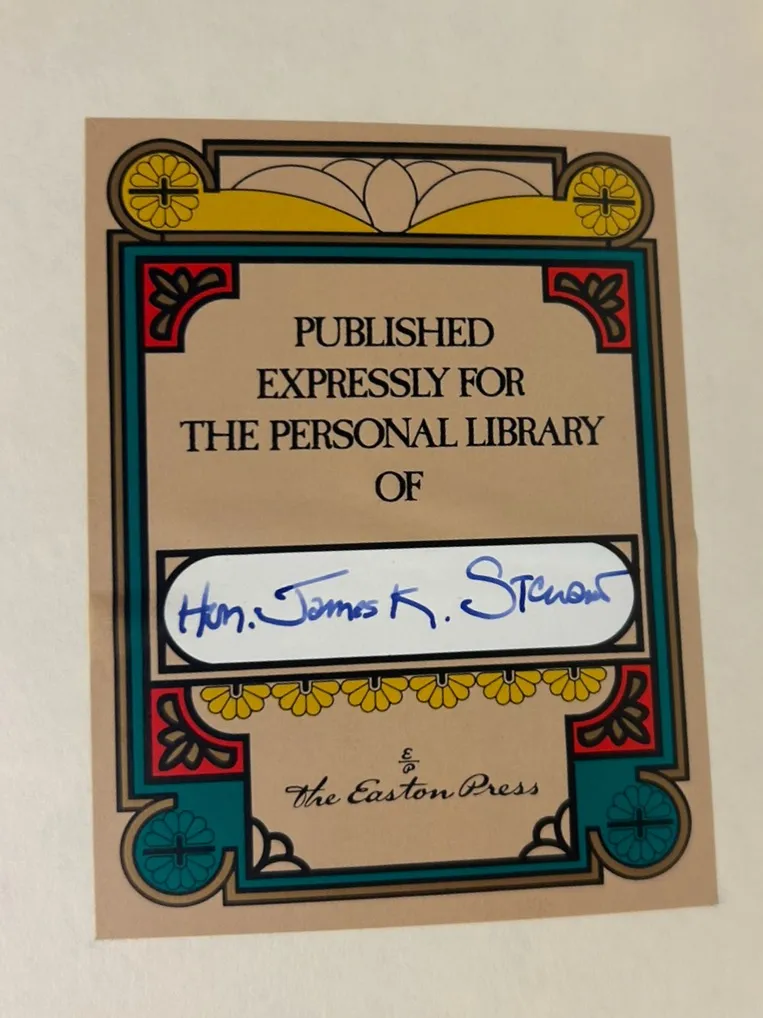 PUBLISHED
EXPRESSLY FOR
THE PERSONAL LIBRARY
OF
Hon. James K. Stewart
E/P
The Easton Press